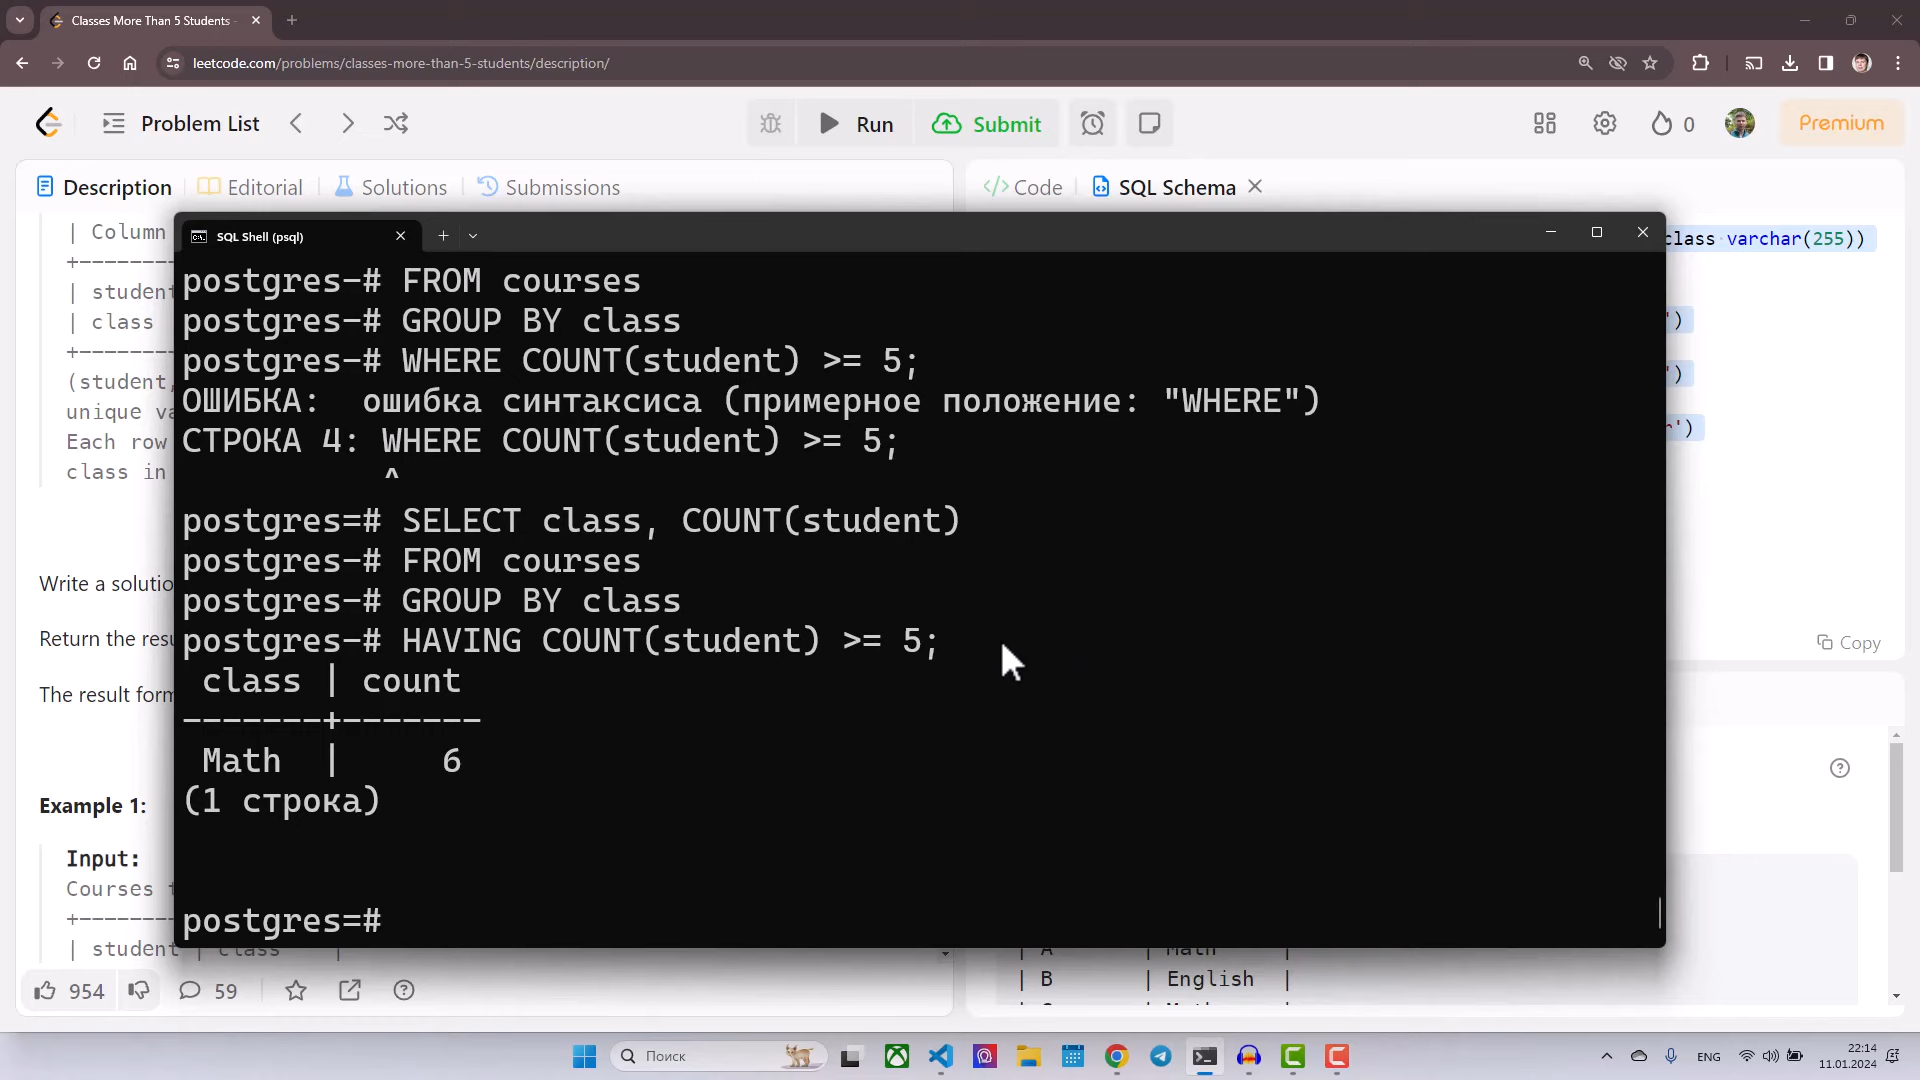 Classes More Than 5 Students -
leetcode.com/problems/classes-more-than-5-students/description/
Problem List
Run
Submit
0
Premium
Description
Editorial
Solutions
Submissions
</> Code
SQL Schema
| Column
class varchar(255))
+-------
| student
| class
+-------
(student,
unique va
Each row
class in
')
')
r')
SQL Shell (psql)
postgres-# FROM courses
postgres-# GROUP BY class
postgres-# WHERE COUNT(student) >= 5;
ОШИБКА:  ошибка синтаксиса (примерное положение: "WHERE")
СТРОКА 4: WHERE COUNT(student) >= 5;
^
postgres=# SELECT class, COUNT(student)
postgres-# FROM courses
postgres-# GROUP BY class
postgres-# HAVING COUNT(student) >= 5;
class | count
-------+-------
Math  |     6
(1 строка)
postgres=#
Write a solutio
Return the resu
The result form
Copy
Example 1:
Input:
Courses t
+-------
| student | class    |
| A       | Math     |
| B       | English  |
954
59
Поиск
ENG
22:14
11.01.2024